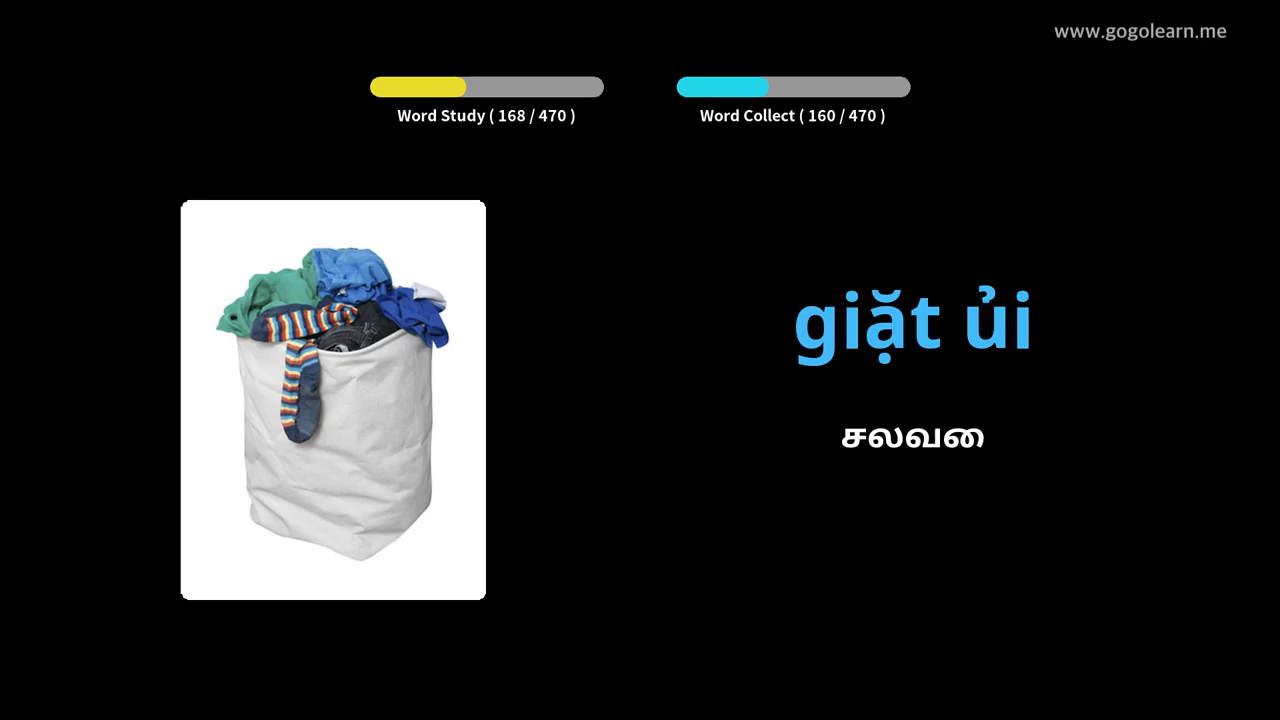 www.gogolearn.me
Word Study ( 168 / 470 )
Word Collect ( 160 / 470 )
giặt ủi
சலவை